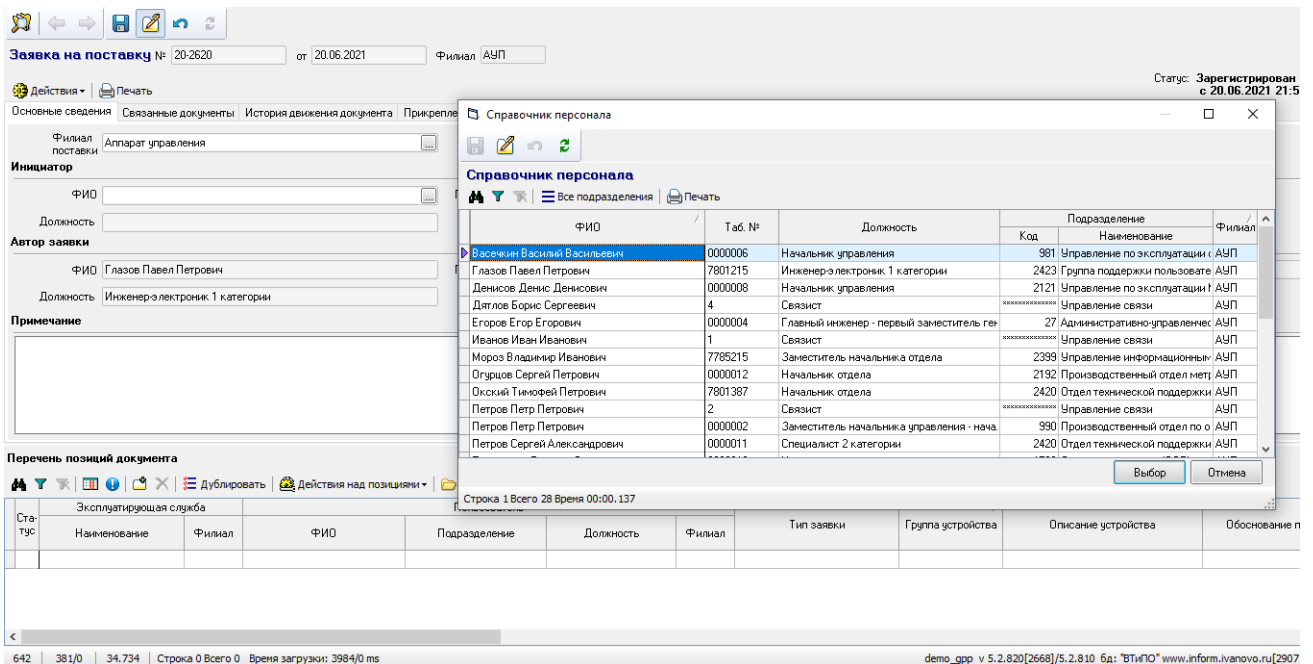 Заявка на поставку № 20-2620 от 20.06.2021 Филиал АУП
Статус: Зарегистрирован
с 20.06.2021 21:5
Действия Печать
Основные сведения Связанные документы История движения документа Прикрепле
Филиал поставки Аппарат управления
Инициатор
ФИО
Должность
Автор заявки
ФИО Глазов Павел Петрович
Должность Инженер-электроник 1 категории
Примечание
Справочник персонала
Справочник персонала
Все подразделения Печать
ФИО Таб. № Должность Подразделение Филиал
Код Наименование
Васечкин Василий Васильевич 0000006 Начальник управления 981 Управление по эксплуатации АУП
Глазов Павел Петрович 7801215 Инженер-электроник 1 категории 2423 Группа поддержки пользовате АУП
Денисов Денис Денисович 0000008 Начальник управления 2121 Управление по эксплуатации АУП
Дятлов Борис Сергеевич 4 Связист ************* Управление связи АУП
Егоров Егор Егорович 0000004 Главный инженер - первый заместитель ген 27 Административно-управленчес АУП
Иванов Иван Иванович 1 Связист ************* Управление связи АУП
Мороз Владимир Иванович 7785215 Заместитель начальника отдела 2399 Управление информационным АУП
Огурцов Сергей Петрович 0000012 Начальник отдела 2192 Производственный отдел метр АУП
Окский Тимофей Петрович 7801387 Начальник отдела 2420 Отдел технической поддержки АУП
Петров Петр Петрович 2 Связист ************* Управление связи АУП
Петров Петр Петрович 0000002 Заместитель начальника управления - нача 990 Производственный отдел по о АУП
Петров Сергей Александрович 0000011 Специалист 2 категории 2420 Отдел технической поддержки АУП
Выбор Отмена
Строка 1 Всего 28 Время 00:00.137
Перечень позиций документа
Дублировать Действия над позициями
Ста-тус Эксплуатирующая служба Тип заявки Группа устройства Описание устройства Обоснование п
Наименование Филиал ФИО Подразделение Должность Филиал
642 381/0 34.734 Строка 0 Всего 0 Время загрузки: 3984/0 ms demo_gpp v 5.2.820[2668]/5.2.810 бд: "ВТиПО" www.inform.ivanovo.ru[2907